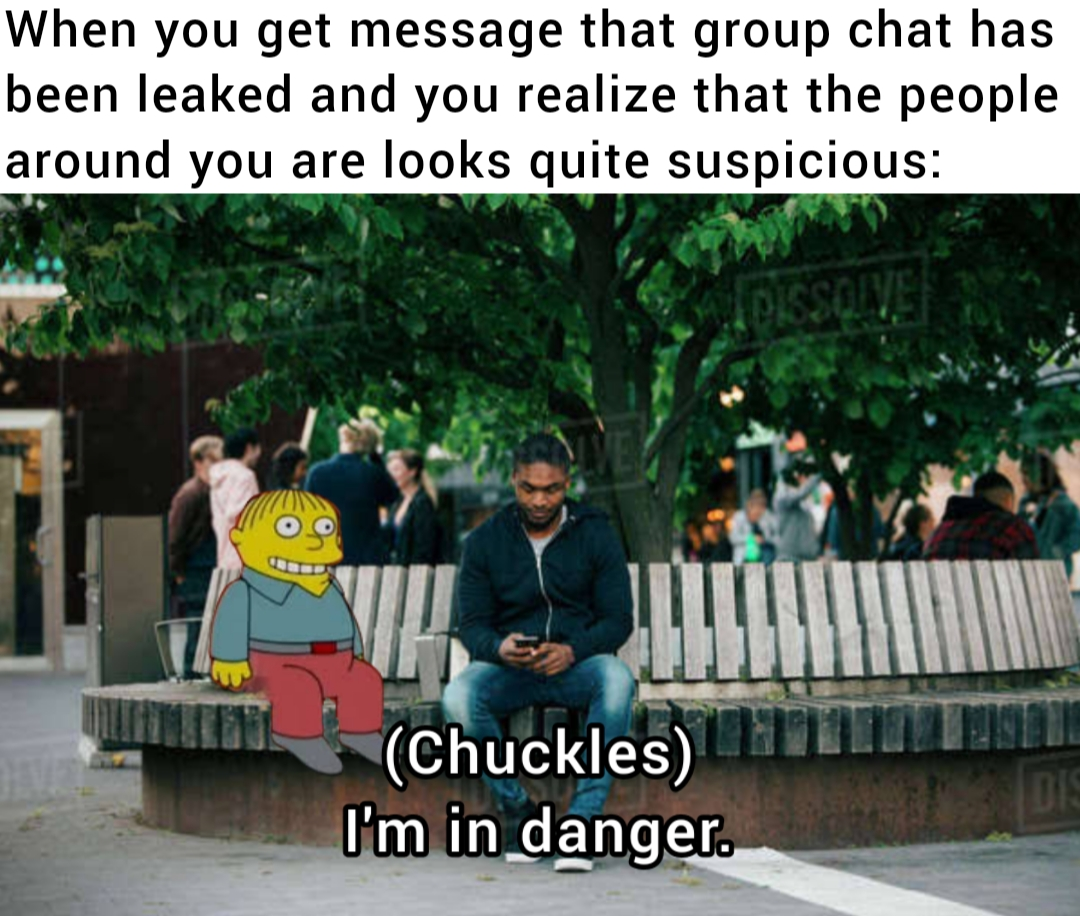 When you get message that group chat has
been leaked and you realize that the people
around you are looks quite suspicious:
DISSOLVE
(Chuckles)
I'm in danger.